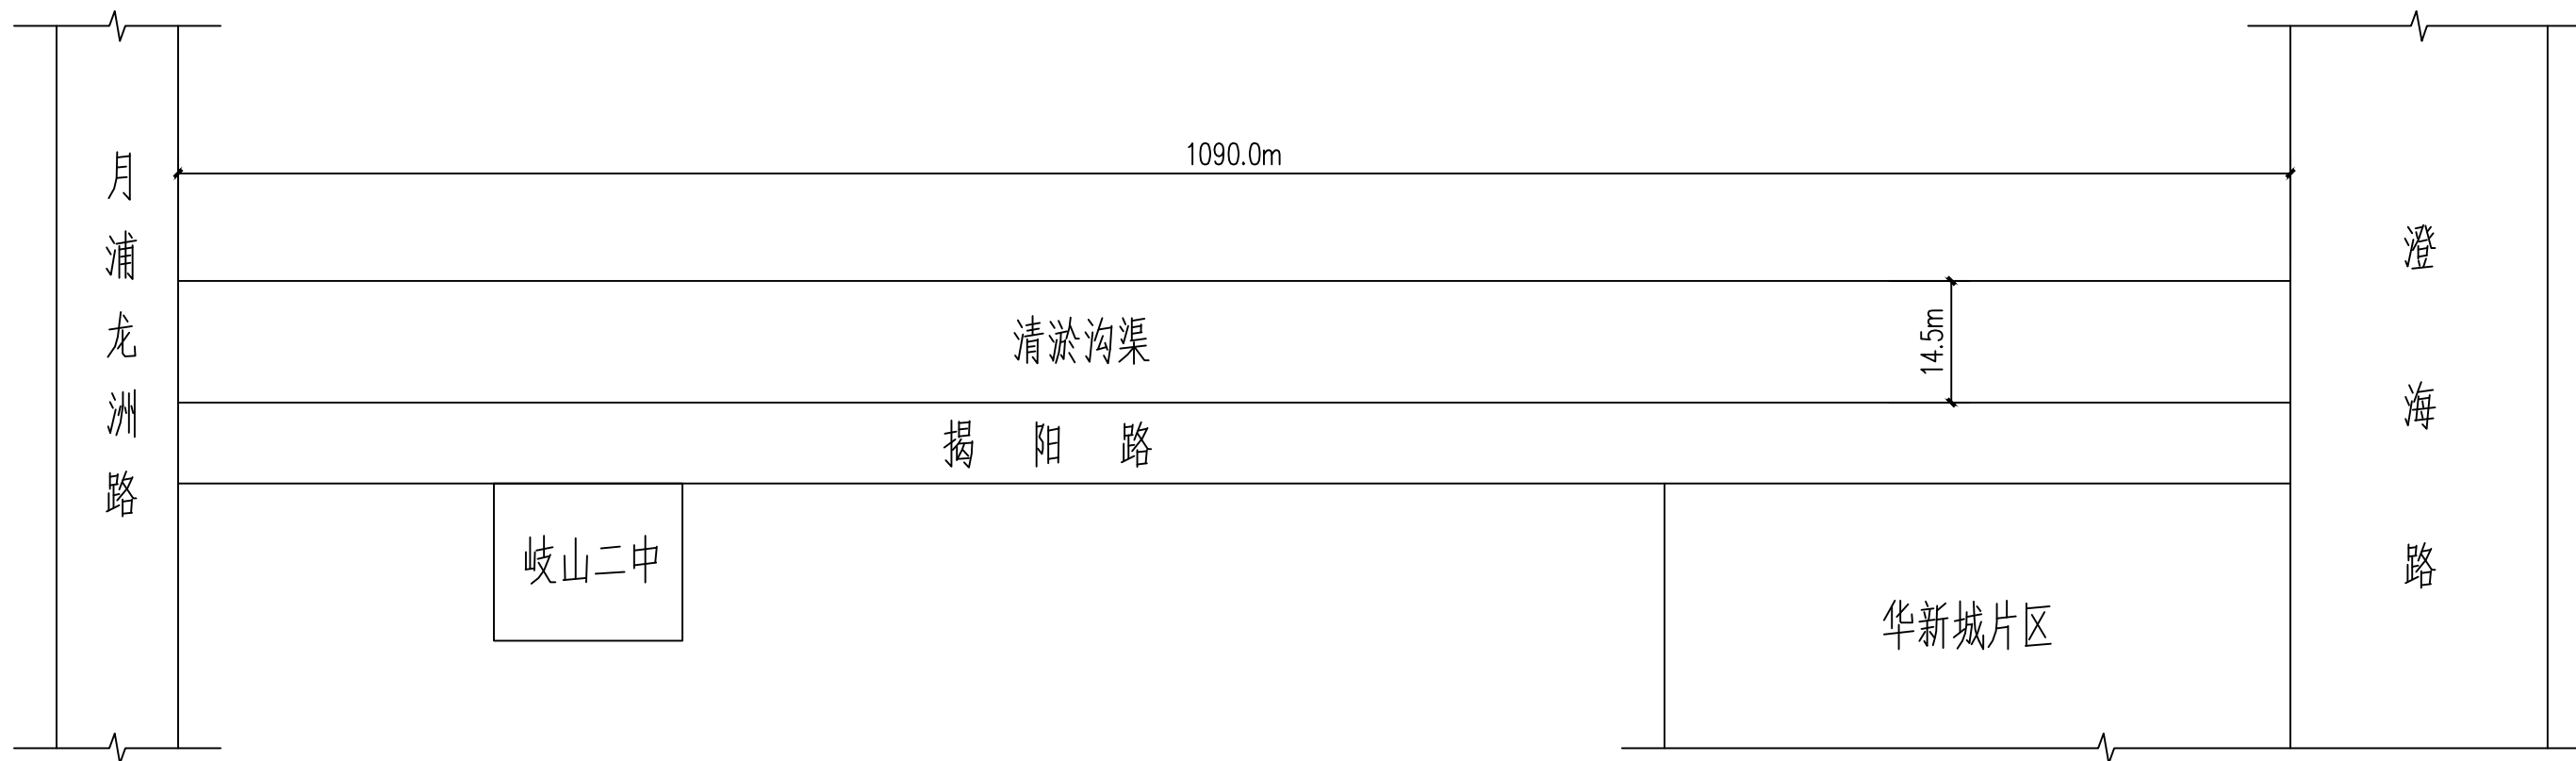 1090.0m
月浦龙洲路
清淤沟渠
14.5m
揭阳路
岐山二中
华新城片区
澄海路